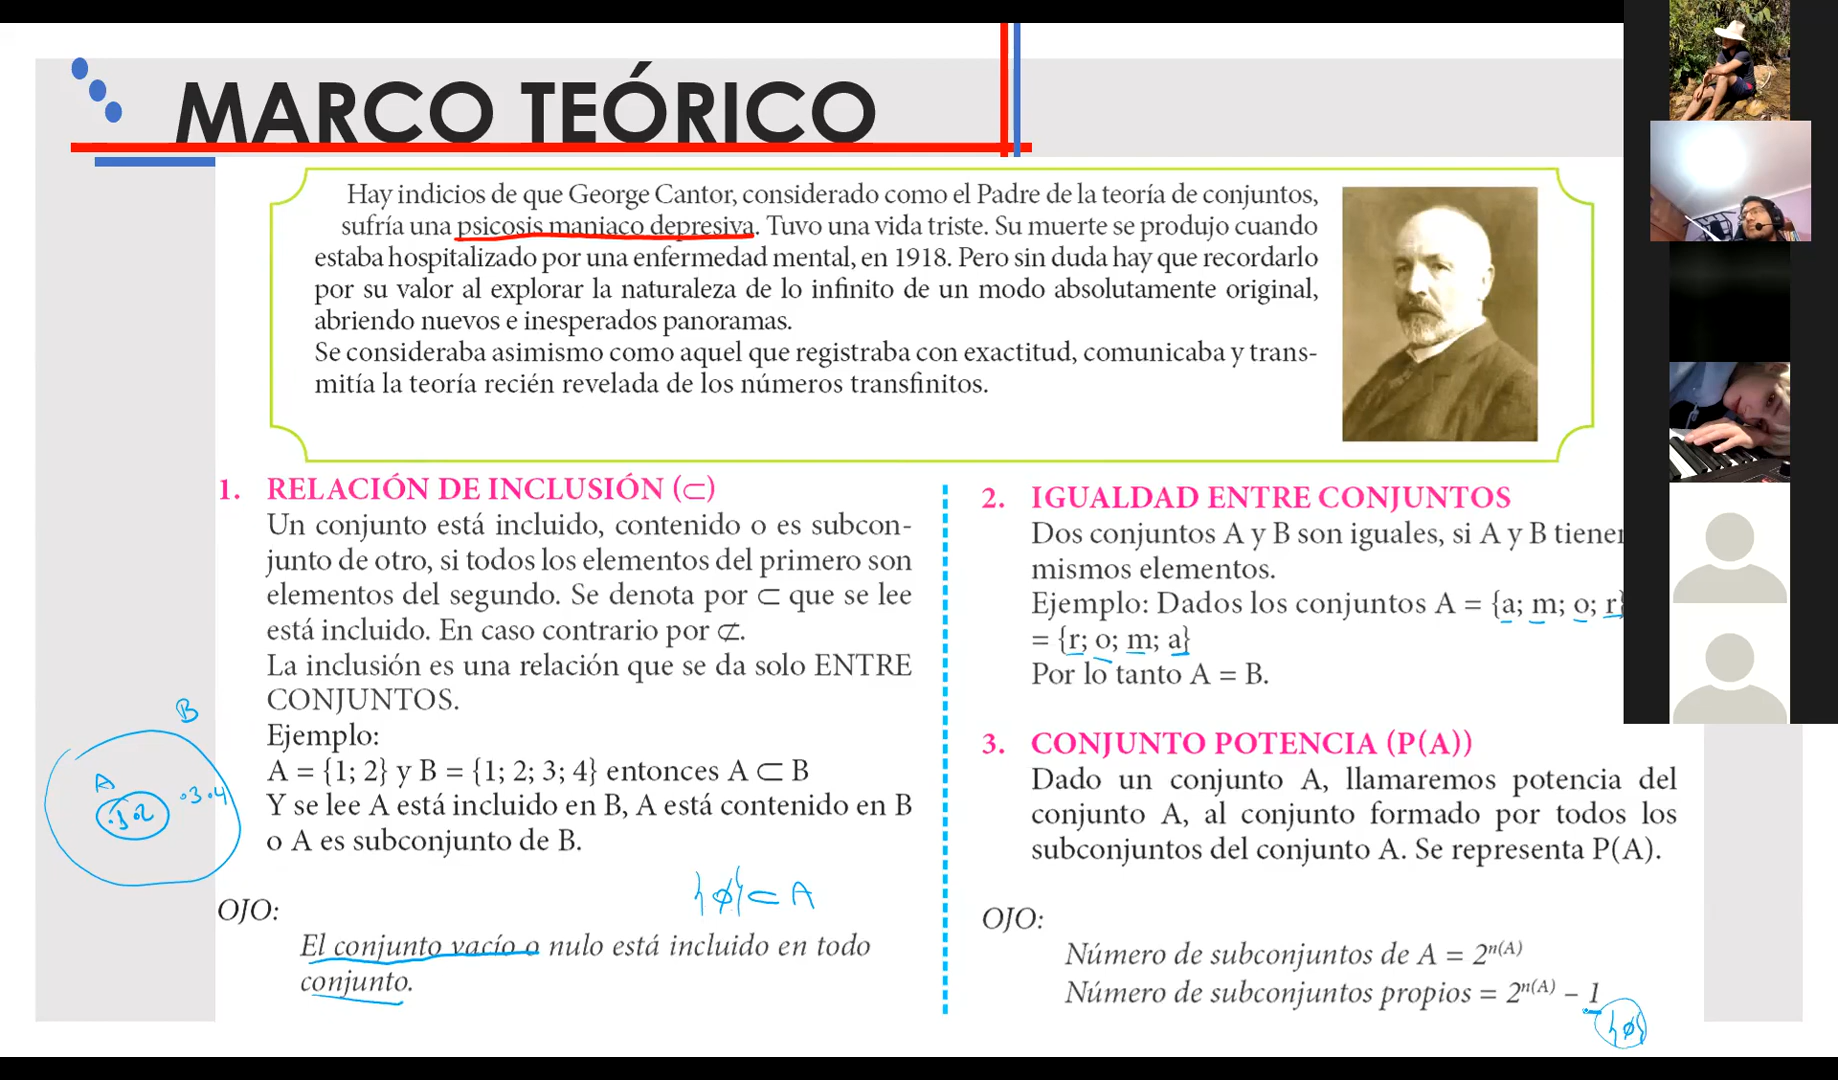 MARCO TEÓRICO
Hay indicios de que George Cantor, considerado como el Padre de la teoría de conjuntos,
sufría una psicosis maniaco depresiva. Tuvo una vida triste. Su muerte se produjo cuando
estaba hospitalizado por una enfermedad mental, en 1918. Pero sin duda hay que recordarlo
por su valor al explorar la naturaleza de lo infinito de un modo absolutamente original,
abriendo nuevos e inesperados panoramas.
Se consideraba asimismo como aquel que registraba con exactitud, comunicaba y trans-
mitía la teoría recién revelada de los números transfinitos.
1. RELACIÓN DE INCLUSIÓN (⊂)
Un conjunto está incluido, contenido o es subcon-
junto de otro, si todos los elementos del primero son
elementos del segundo. Se denota por ⊂ que se lee
está incluido. En caso contrario por ⊄.
La inclusión es una relación que se da solo ENTRE
CONJUNTOS.
Ejemplo:
A = {1; 2} y B = {1; 2; 3; 4} entonces A ⊂ B
Y se lee A está incluido en B, A está contenido en B
o A es subconjunto de B.
B
A
.1 .2
.3 .4
{ϕ} ⊂ A
OJO:
El conjunto vacío o nulo está incluido en todo
conjunto.
2. IGUALDAD ENTRE CONJUNTOS
Dos conjuntos A y B son iguales, si A y B
mismos elementos.
Ejemplo: Dados los conjuntos A = {a; m; o; r}
= {r; o; m; a}
Por lo tanto A = B.
3. CONJUNTO POTENCIA (P(A))
Dado un conjunto A, llamaremos potencia del
conjunto A, al conjunto formado por todos los
subconjuntos del conjunto A. Se representa P(A).
OJO:
Número de subconjuntos de A = 2ⁿ⁽ᴬ⁾
Número de subconjuntos propios = 2ⁿ⁽ᴬ⁾ – 1
{ϕ}